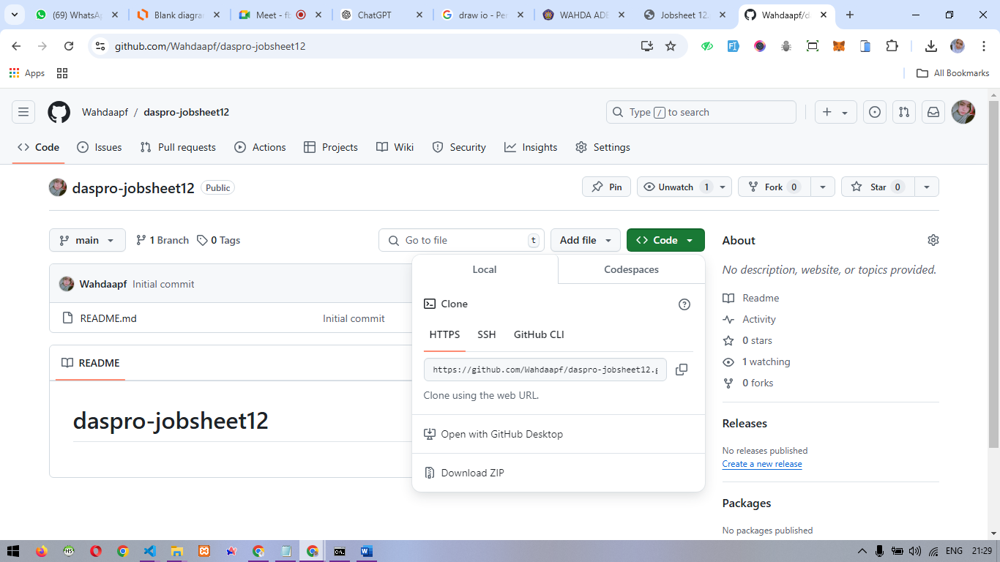 (69) WhatsAp
Blank diagra
Meet - fb
ChatGPT
draw io - Pen
WAHDA ADE
Jobsheet 12.
Wahdaapf/d
github.com/Wahdaapf/daspro-jobsheet12
Apps
All Bookmarks
Wahdaapf / daspro-jobsheet12
Type / to search
Code
Issues
Pull requests
Actions
Projects
Wiki
Security
Insights
Settings
daspro-jobsheet12 Public
Pin
Unwatch 1
Fork 0
Star 0
main
1 Branch
0 Tags
Go to file t
Add file
Code
Wahdaapf Initial commit
README.md Initial commit
README
daspro-jobsheet12
Local
Codespaces
Clone
HTTPS SSH GitHub CLI
https://github.com/Wahdaapf/daspro-jobsheet12.g
Clone using the web URL.
Open with GitHub Desktop
Download ZIP
About
No description, website, or topics provided.
Readme
Activity
0 stars
1 watching
0 forks
Releases
No releases published
Create a new release
Packages
No packages published
HS
ENG 21:29